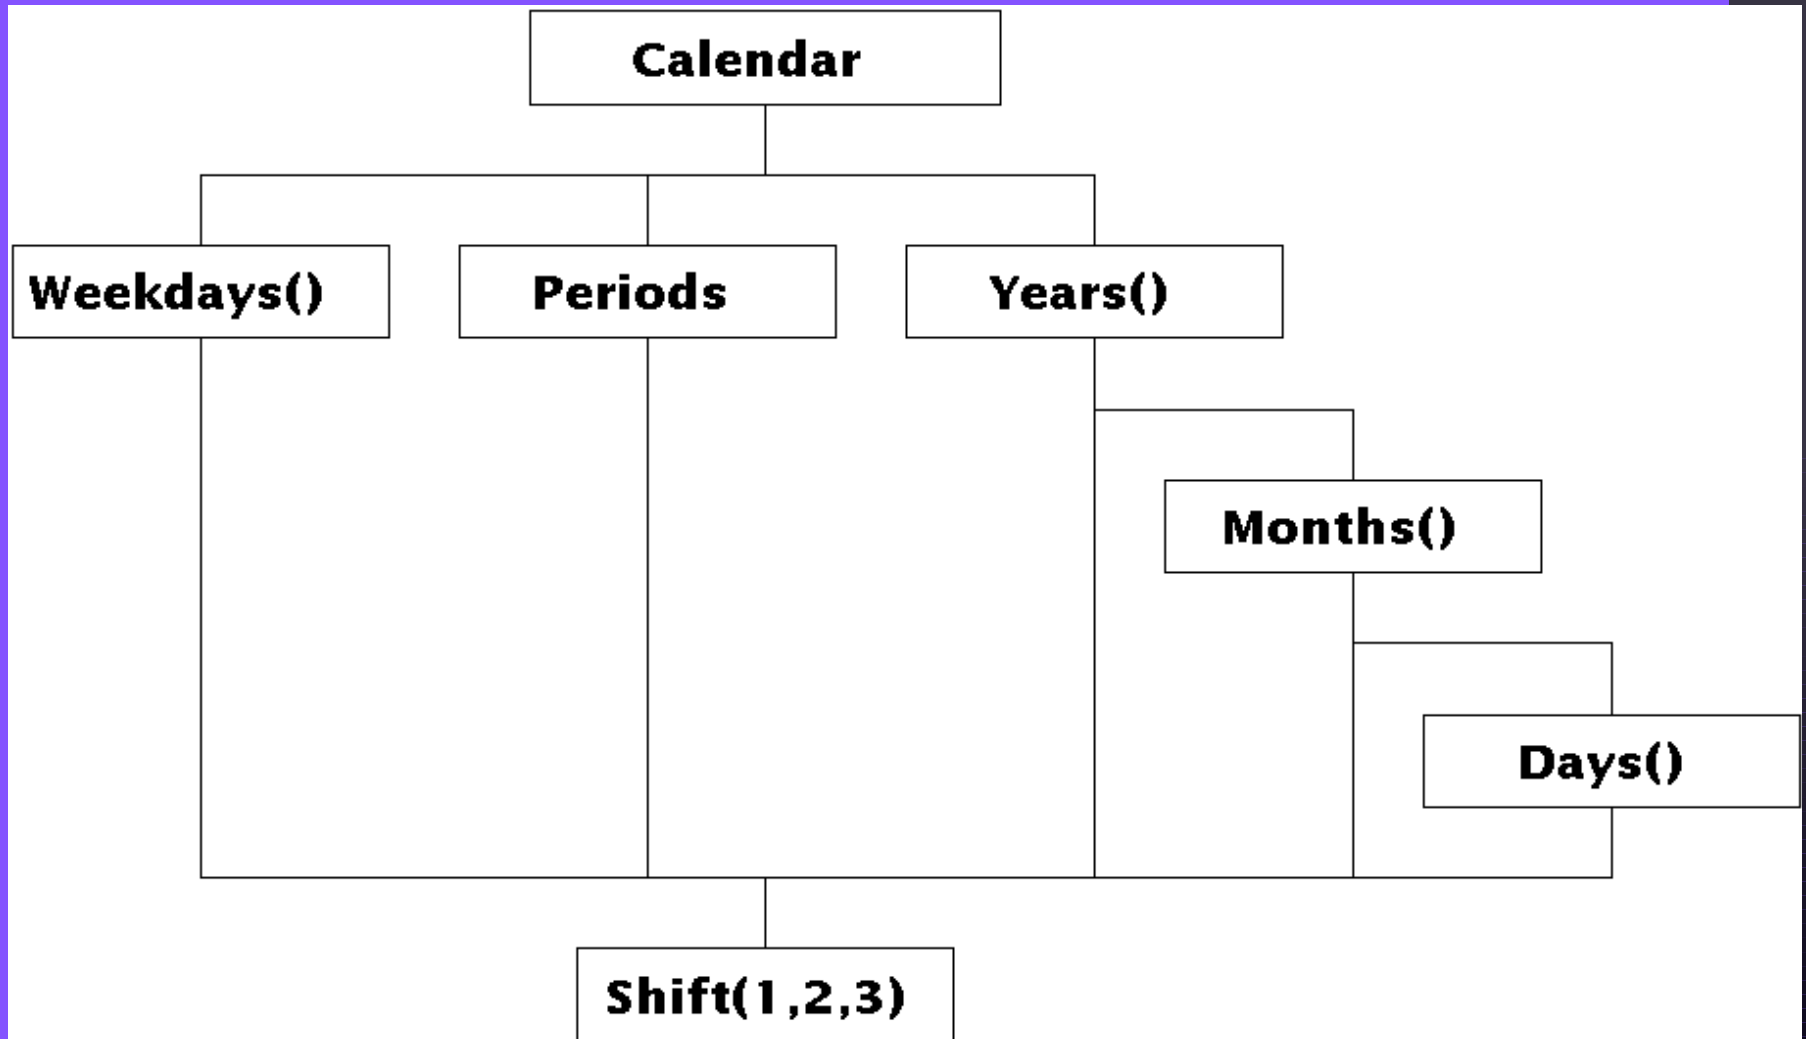 Calendar
Weekdays()
Periods
Years()
Months()
Days()
Shift(1,2,3)